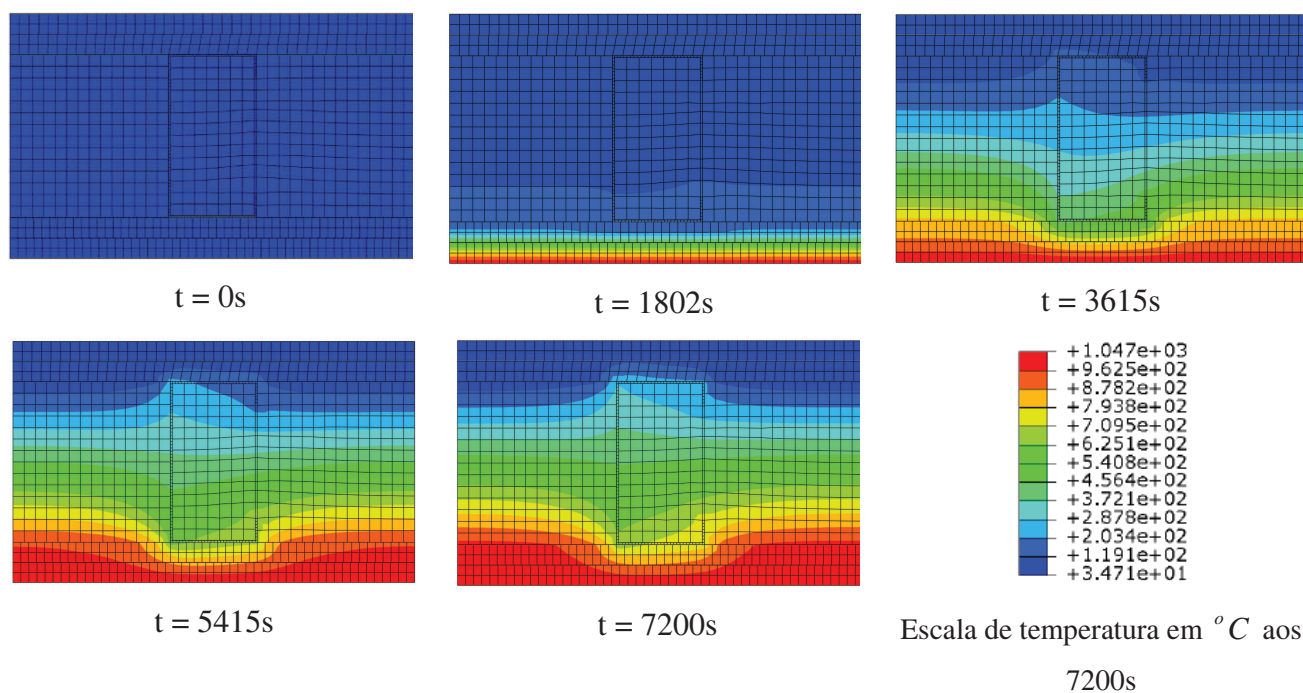 t = 0s
t = 1802s
t = 3615s
t = 5415s
t = 7200s
+1.047e+03
+9.625e+02
+8.782e+02
+7.938e+02
+7.095e+02
+6.251e+02
+5.408e+02
+4.564e+02
+3.721e+02
+2.878e+02
+2.034e+02
+1.191e+02
+3.471e+01
Escala de temperatura em °C aos
7200s